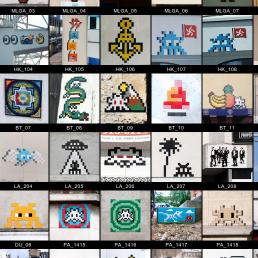 MLGA_03 MLGA_04 MLGA_05 MLGA_06 MLGA_07
HK_104 HK_105 HK_106 HK_107 HK_108
BT_07 BT_08 BT_09 BT_10 BT_11
LA_204 LA_205 LA_206 LA_207 LA_208
DU_06 PA_1415 PA_1416 PA_1417 PA_1418